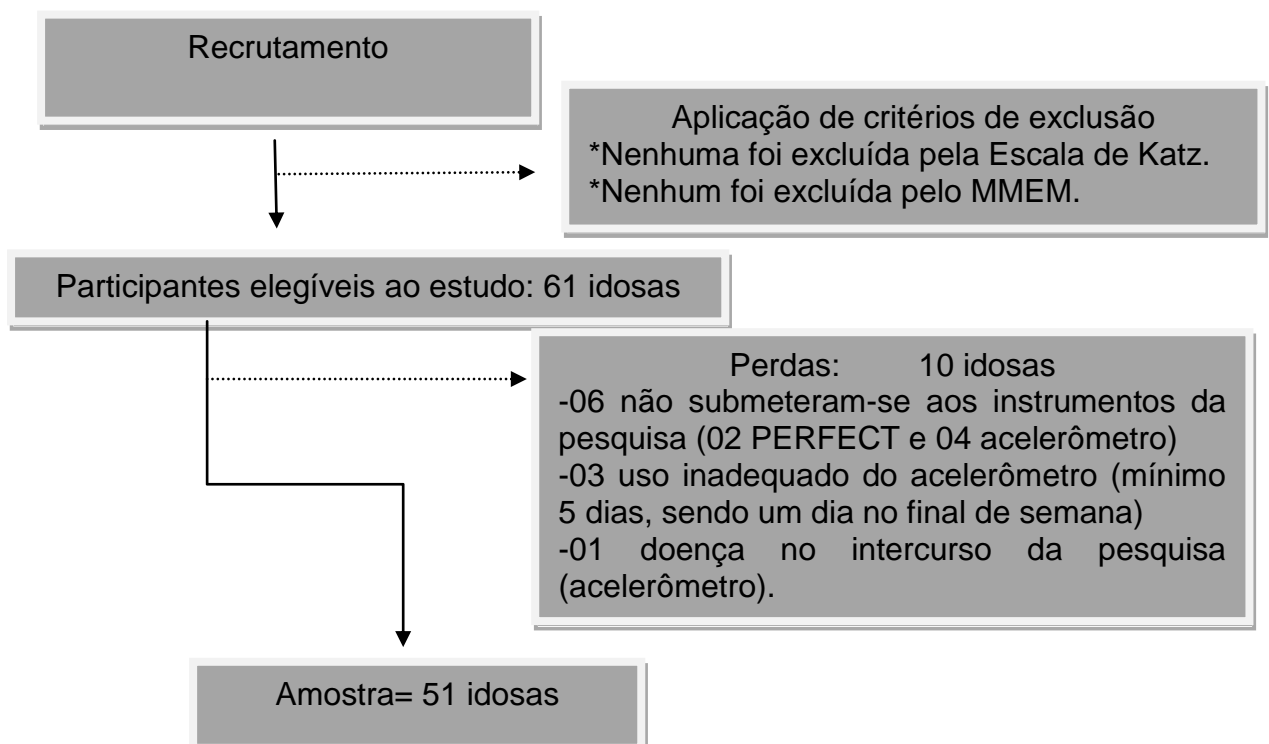 Recrutamento
Aplicação de critérios de exclusão
*Nenhuma foi excluída pela Escala de Katz.
*Nenhum foi excluída pelo MMEM.
Participantes elegíveis ao estudo: 61 idosas
Perdas: 10 idosas
-06 não submeteram-se aos instrumentos da
pesquisa (02 PERFECT e 04 acelerômetro)
-03 uso inadequado do acelerômetro (mínimo
5 dias, sendo um dia no final de semana)
-01 doença no intercurso da pesquisa
(acelerômetro).
Amostra= 51 idosas